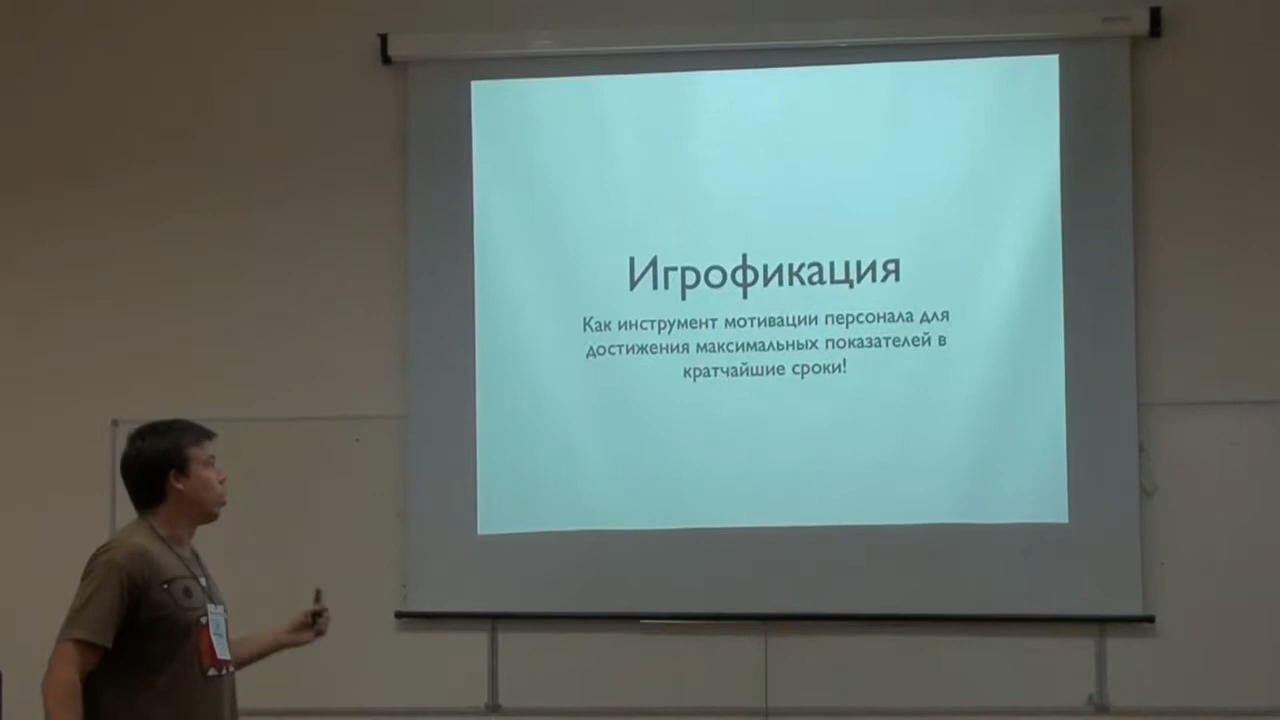 Игрофикация
Как инструмент мотивации персонала для
достижения максимальных показателей в
кратчайшие сроки!